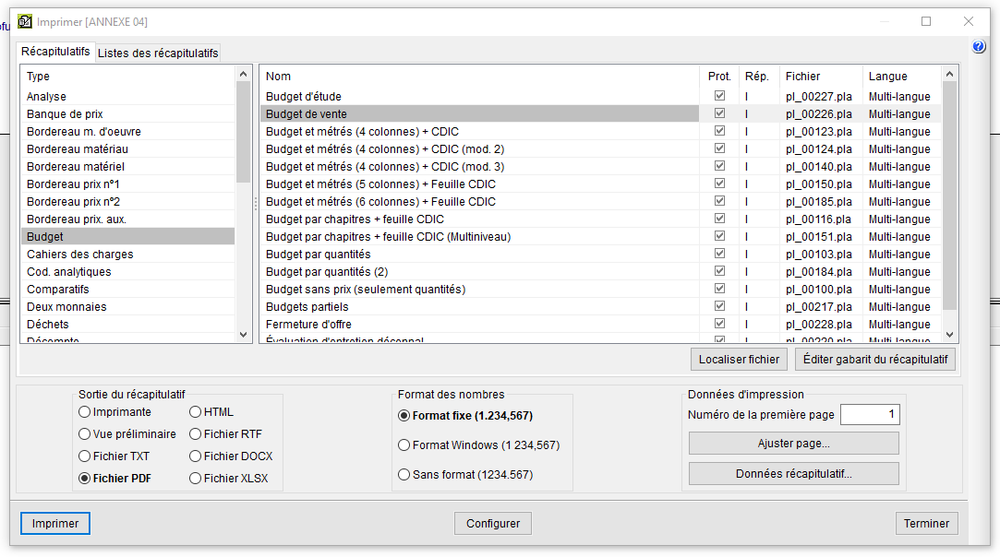 Imprimer [ANNEXE 04]
Récapitulatifs Listes des récapitulatifs
Type
Analyse
Banque de prix
Bordereau m. d'oeuvre
Bordereau matériau
Bordereau matériel
Bordereau prix nº1
Bordereau prix nº2
Bordereau prix. aux.
Budget
Cahiers des charges
Cod. analytiques
Comparatifs
Deux monnaies
Déchets
Décompte
Nom Prot. Rép. Fichier Langue
Budget d'étude I pl_00227.pla Multi-langue
Budget de vente I pl_00226.pla Multi-langue
Budget et métrés (4 colonnes) + CDIC I pl_00123.pla Multi-langue
Budget et métrés (4 colonnes) + CDIC (mod. 2) I pl_00124.pla Multi-langue
Budget et métrés (4 colonnes) + CDIC (mod. 3) I pl_00140.pla Multi-langue
Budget et métrés (5 colonnes) + Feuille CDIC I pl_00150.pla Multi-langue
Budget et métrés (6 colonnes) + Feuille CDIC I pl_00185.pla Multi-langue
Budget par chapitres + feuille CDIC I pl_00116.pla Multi-langue
Budget par chapitres + feuille CDIC (Multiniveau) I pl_00151.pla Multi-langue
Budget par quantités I pl_00103.pla Multi-langue
Budget par quantités (2) I pl_00184.pla Multi-langue
Budget sans prix (seulement quantités) I pl_00100.pla Multi-langue
Budgets partiels I pl_00217.pla Multi-langue
Fermeture d'offre I pl_00228.pla Multi-langue
Évaluation d'entretien décennal I pl_00220.pla Multi-langue
Localiser fichier Éditer gabarit du récapitulatif
Sortie du récapitulatif
Imprimante HTML
Vue préliminaire Fichier RTF
Fichier TXT Fichier DOCX
Fichier PDF Fichier XLSX
Format des nombres
Format fixe (1.234,567)
Format Windows (1 234,567)
Sans format (1234.567)
Données d'impression
Numéro de la première page 1
Ajuster page...
Données récapitulatif...
Imprimer Configurer Terminer